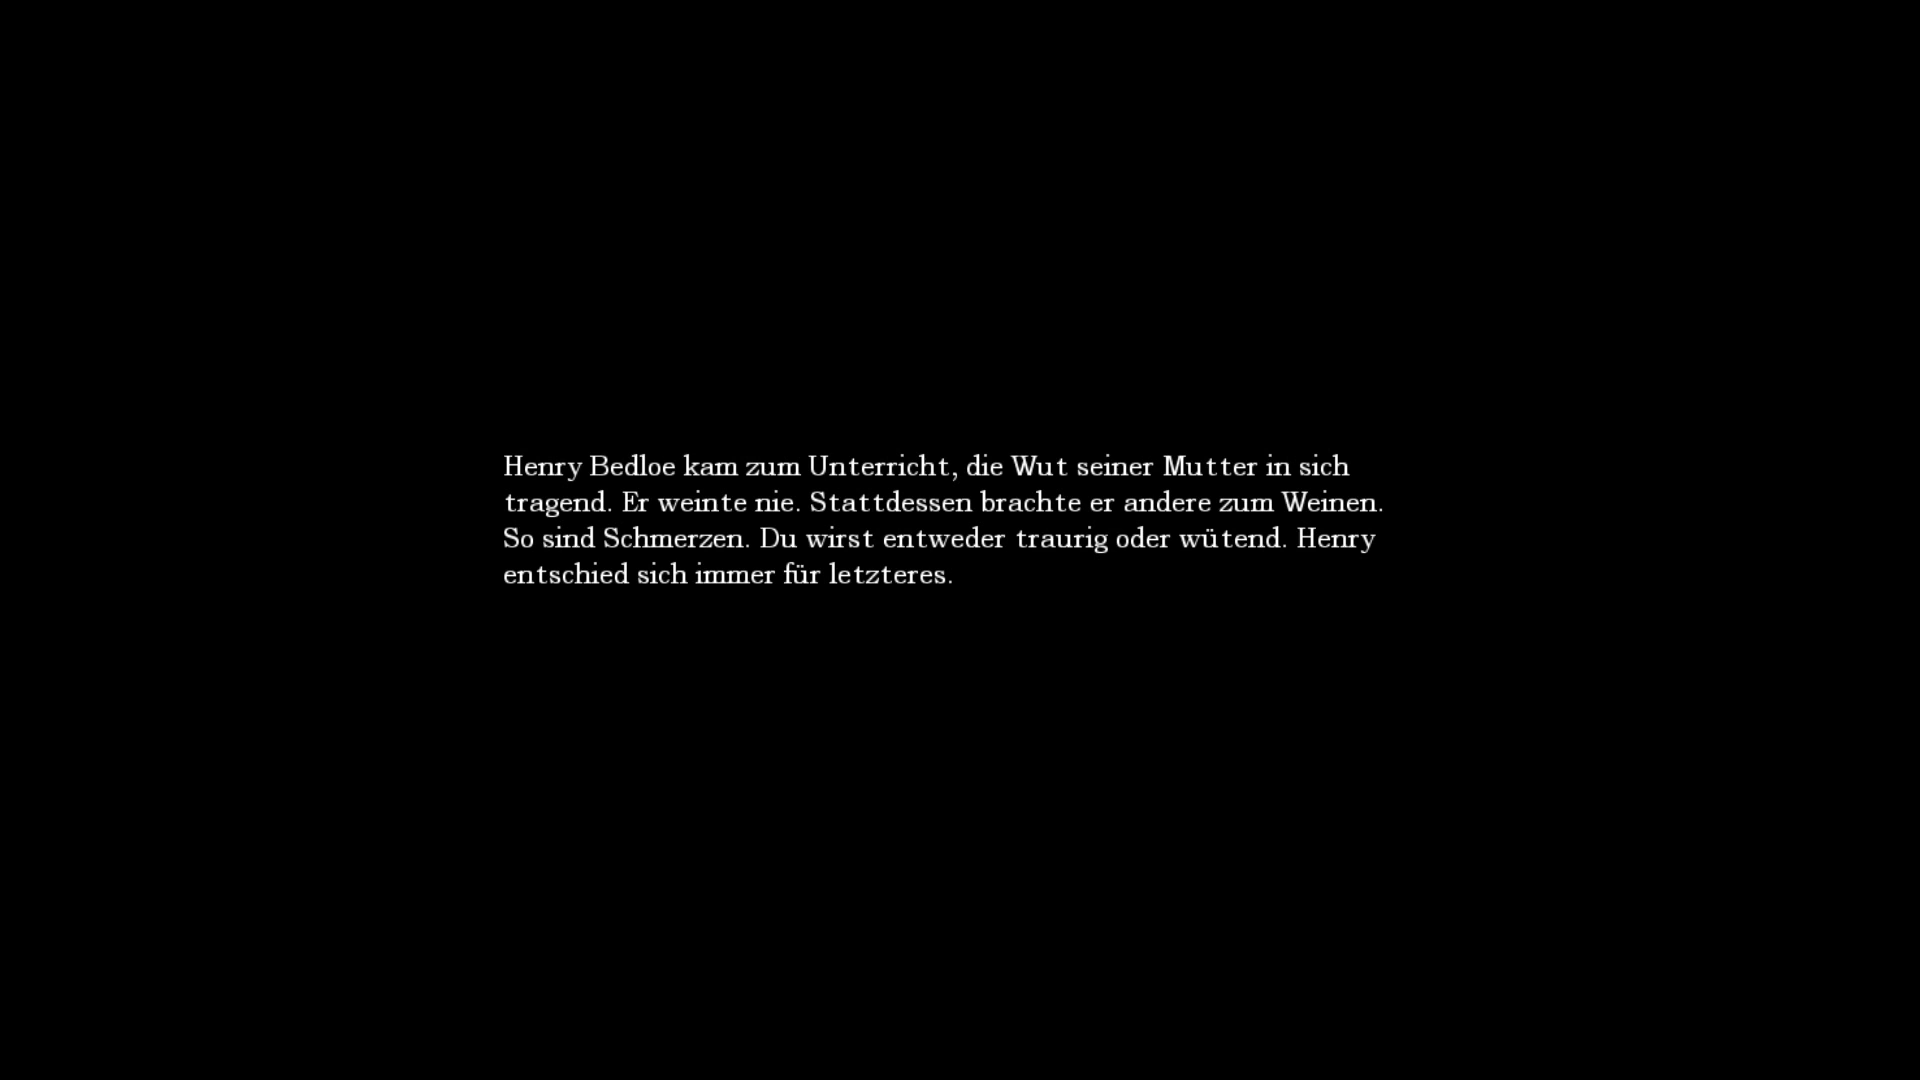 Henry Bedloe kam zum Unterricht, die Wut seiner Mutter in sich
tragend. Er weinte nie. Stattdessen brachte er andere zum Weinen.
So sind Schmerzen. Du wirst entweder traurig oder wütend. Henry
entschied sich immer für letzteres.